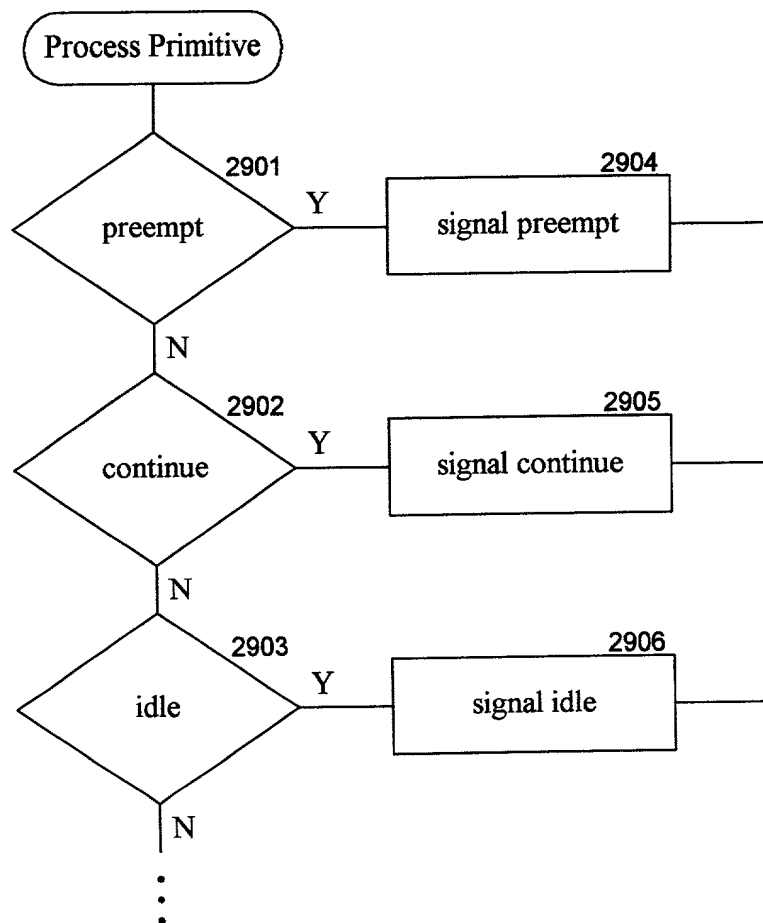 Process Primitive
2901
preempt
Y
2904
signal preempt
N
2902
continue
Y
2905
signal continue
N
2903
idle
Y
2906
signal idle
N